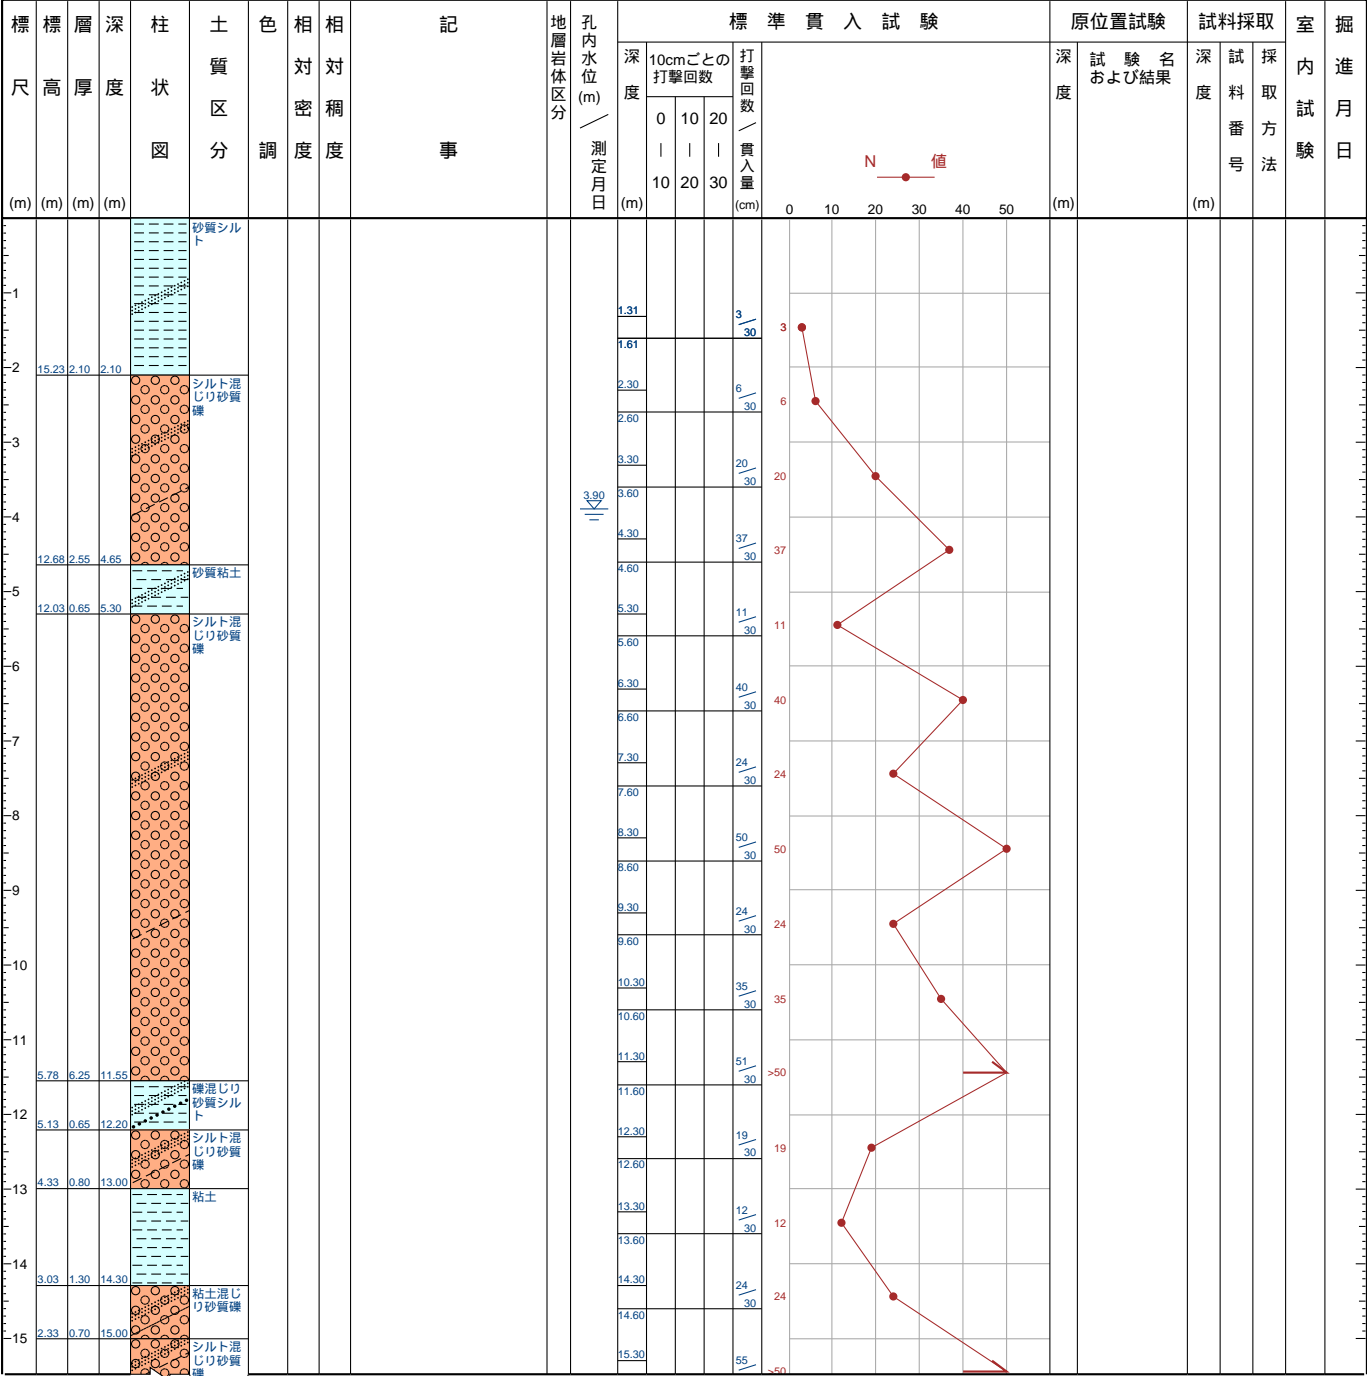 標尺 (m)
標高 (m)
層厚 (m)
深度 (m)
柱状図
土質区分
色調
相対密度
相対稠度
記事
地層岩体区分
孔内水位(m)／測定月日
標準貫入試験
深度 (m)
10cmごとの
打撃回数
0 10 20
| | |
10 20 30
打撃回数／貫入量 (cm)
N 値
0 10 20 30 40 50
原位置試験
深度 (m)
試験名
および結果
試料採取
深度 (m)
試料番号
採取方法
室内試験
掘進月日
砂質シル
ト
1
1.31 3/30 3
1.61
2
15.23 2.10 2.10
シルト混
じり砂質
礫
2.30 6/30 6
2.60
3
3.30 20/30 20
3.90
3.60
4
4.30 37/30 37
12.68 2.55 4.65
4.60
砂質粘土
5
12.03 0.65 5.30
5.30 11/30 11
シルト混
じり砂質
礫
5.60
6
6.30 40/30 40
6.60
7
7.30 24/30 24
7.60
8
8.30 50/30 50
8.60
9
9.30 24/30 24
9.60
10
10.30 35/30 35
10.60
11
11.30 51/30 >50
5.78 6.25 11.55
11.60
礫混じり
砂質シル
ト
12
5.13 0.65 12.20
シルト混
じり砂質
礫
12.30 19/30 19
12.60
4.33 0.80 13.00
13
粘土
13.30 12/30 12
13.60
14
3.03 1.30 14.30
14.30 24/30 24
粘土混じ
り砂質礫
14.60
2.33 0.70 15.00
15
シルト混
じり砂質
礫
15.30 55/ >50